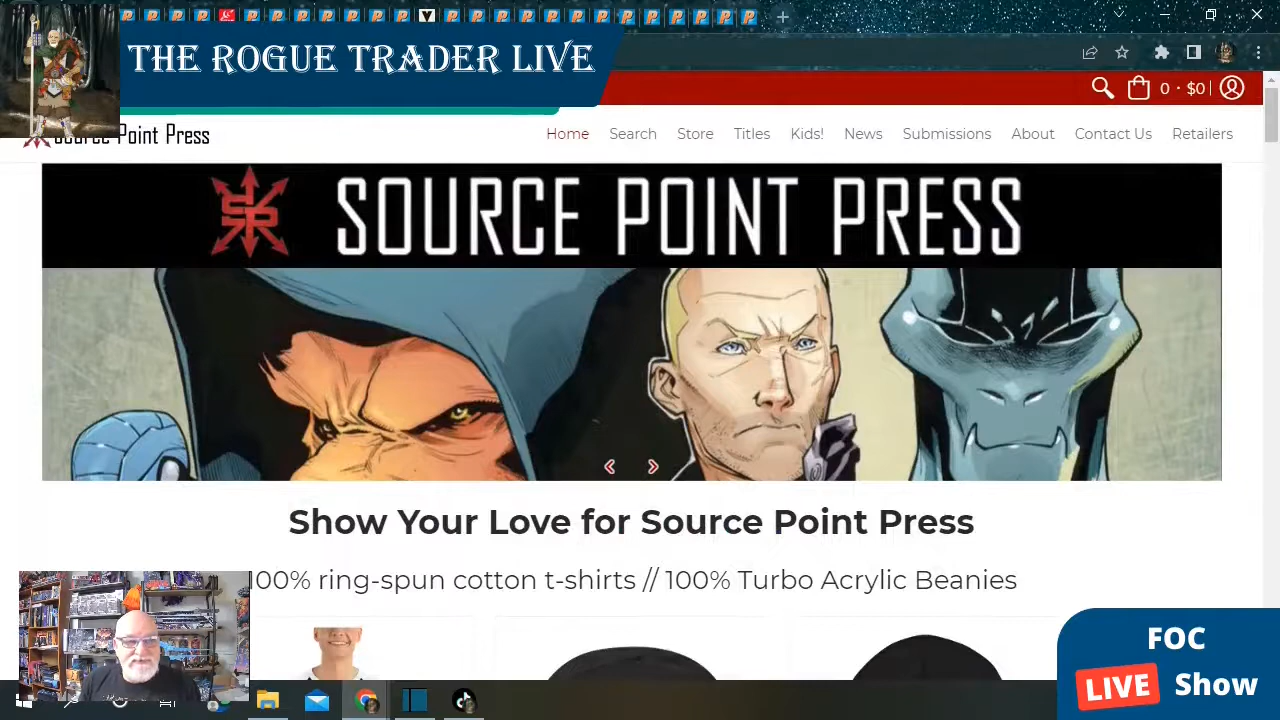 THE ROGUE TRADER LIVE
0 · $0
Source Point Press
Home Search Store Titles Kids! News Submissions About Contact Us Retailers
SOURCE POINT PRESS
Show Your Love for Source Point Press
100% ring-spun cotton t-shirts // 100% Turbo Acrylic Beanies
FOC
LIVE Show